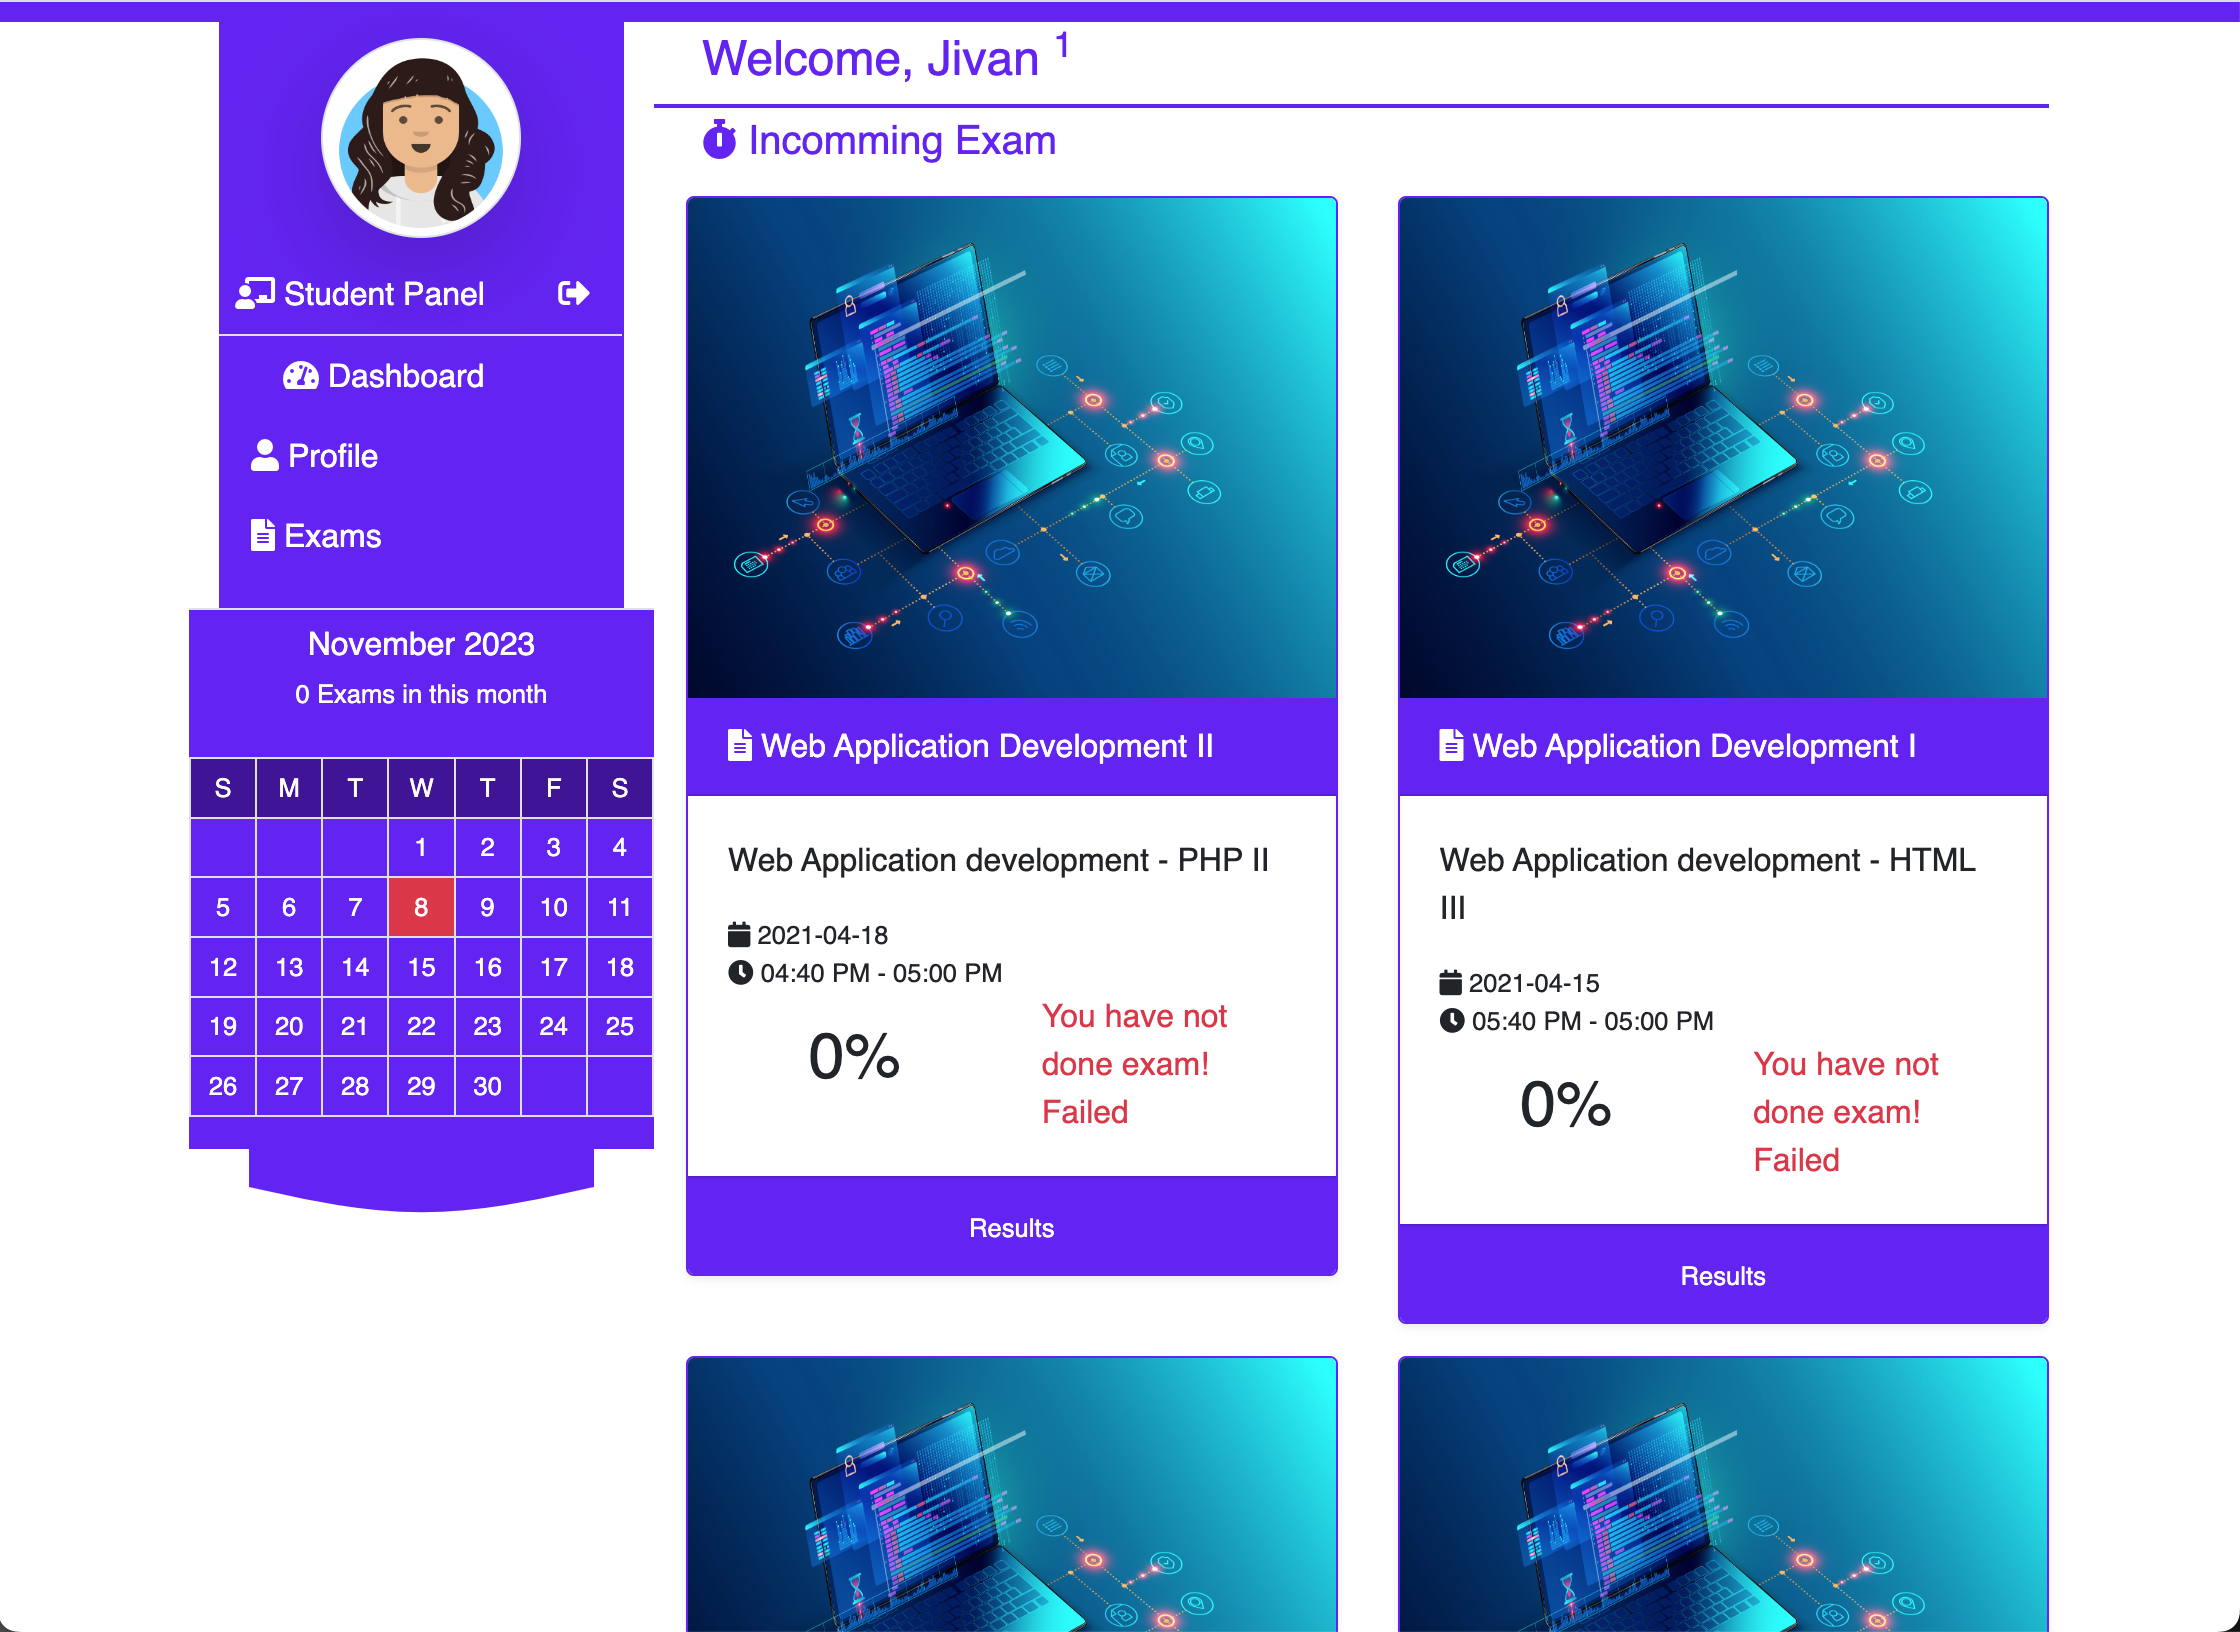 Welcome, Jivan 1
Incomming Exam
Student Panel
Dashboard
Profile
Exams
November 2023
0 Exams in this month
S M T W T F S
1 2 3 4
5 6 7 8 9 10 11
12 13 14 15 16 17 18
19 20 21 22 23 24 25
26 27 28 29 30
Web Application Development II
Web Application development - PHP II
2021-04-18
04:40 PM - 05:00 PM
0%
You have not
done exam!
Failed
Results
Web Application Development I
Web Application development - HTML
III
2021-04-15
05:40 PM - 05:00 PM
0%
You have not
done exam!
Failed
Results